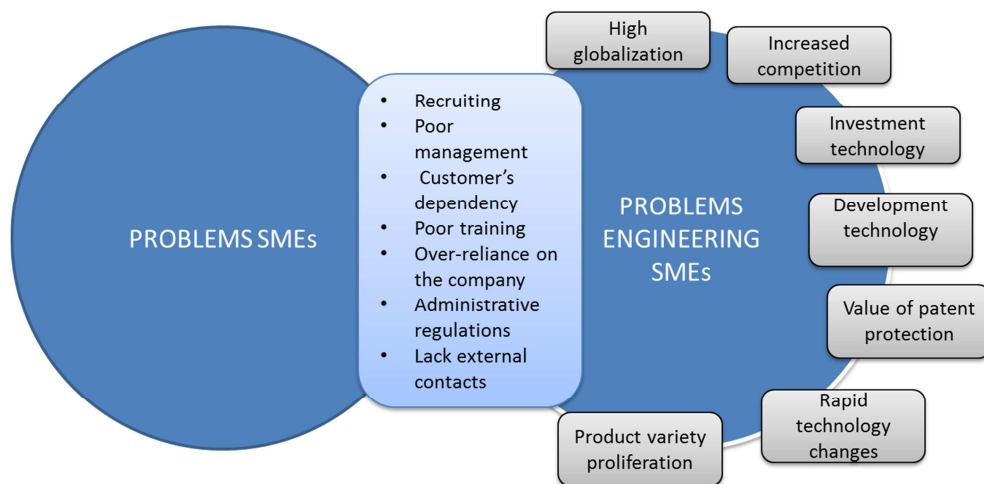 PROBLEMS SMEs
• Recruiting
• Poor
management
• Customer’s
dependency
• Poor training
• Over-reliance on
the company
• Administrative
regulations
• Lack external
contacts
PROBLEMS
ENGINEERING
SMEs
High
globalization
Increased
competition
Investment
technology
Development
technology
Value of patent
protection
Rapid
technology
changes
Product variety
proliferation